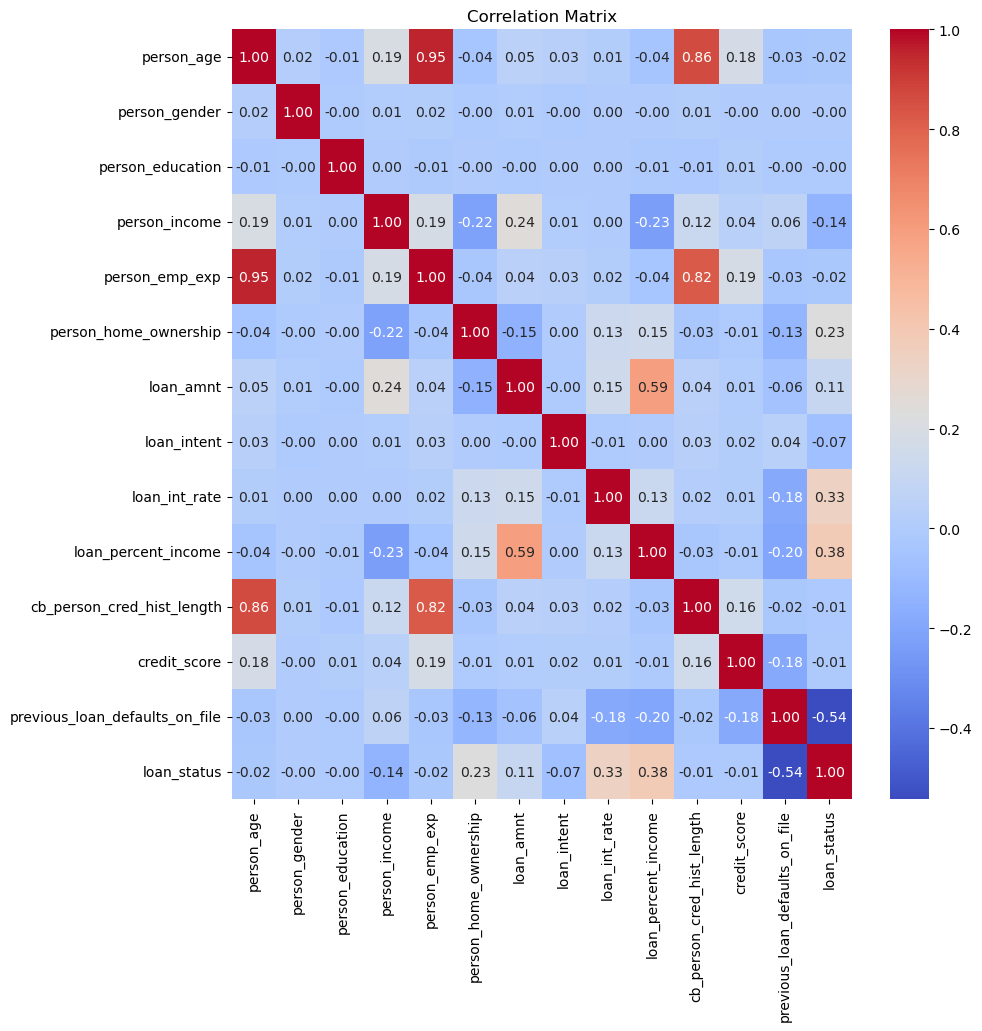 Correlation Matrix
person_age 1.00 0.02 -0.01 0.19 0.95 -0.04 0.05 0.03 0.01 -0.04 0.86 0.18 -0.03 -0.02
person_gender 0.02 1.00 -0.00 0.01 0.02 -0.00 0.01 -0.00 0.00 -0.00 0.01 -0.00 0.00 -0.00
person_education -0.01 -0.00 1.00 0.00 -0.01 -0.00 -0.00 0.00 0.00 -0.01 -0.01 0.01 -0.00 -0.00
person_income 0.19 0.01 0.00 1.00 0.19 -0.22 0.24 0.01 0.00 -0.23 0.12 0.04 0.06 -0.14
person_emp_exp 0.95 0.02 -0.01 0.19 1.00 -0.04 0.04 0.03 0.02 -0.04 0.82 0.19 -0.03 -0.02
person_home_ownership -0.04 -0.00 -0.00 -0.22 -0.04 1.00 -0.15 0.00 0.13 0.15 -0.03 -0.01 -0.13 0.23
loan_amnt 0.05 0.01 -0.00 0.24 0.04 -0.15 1.00 -0.00 0.15 0.59 0.04 0.01 -0.06 0.11
loan_intent 0.03 -0.00 0.00 0.01 0.03 0.00 -0.00 1.00 -0.01 0.00 0.03 0.02 0.04 -0.07
loan_int_rate 0.01 0.00 0.00 0.00 0.02 0.13 0.15 -0.01 1.00 0.13 0.02 0.01 -0.18 0.33
loan_percent_income -0.04 -0.00 -0.01 -0.23 -0.04 0.15 0.59 0.00 0.13 1.00 -0.03 -0.01 -0.20 0.38
cb_person_cred_hist_length 0.86 0.01 -0.01 0.12 0.82 -0.03 0.04 0.03 0.02 -0.03 1.00 0.16 -0.02 -0.01
credit_score 0.18 -0.00 0.01 0.04 0.19 -0.01 0.01 0.02 0.01 -0.01 0.16 1.00 -0.18 -0.01
previous_loan_defaults_on_file -0.03 0.00 -0.00 0.06 -0.03 -0.13 -0.06 0.04 -0.18 -0.20 -0.02 -0.18 1.00 -0.54
loan_status -0.02 -0.00 -0.00 -0.14 -0.02 0.23 0.11 -0.07 0.33 0.38 -0.01 -0.01 -0.54 1.00
person_age
person_gender
person_education
person_income
person_emp_exp
person_home_ownership
loan_amnt
loan_intent
loan_int_rate
loan_percent_income
cb_person_cred_hist_length
credit_score
previous_loan_defaults_on_file
loan_status
1.0
0.8
0.6
0.4
0.2
0.0
−0.2
−0.4